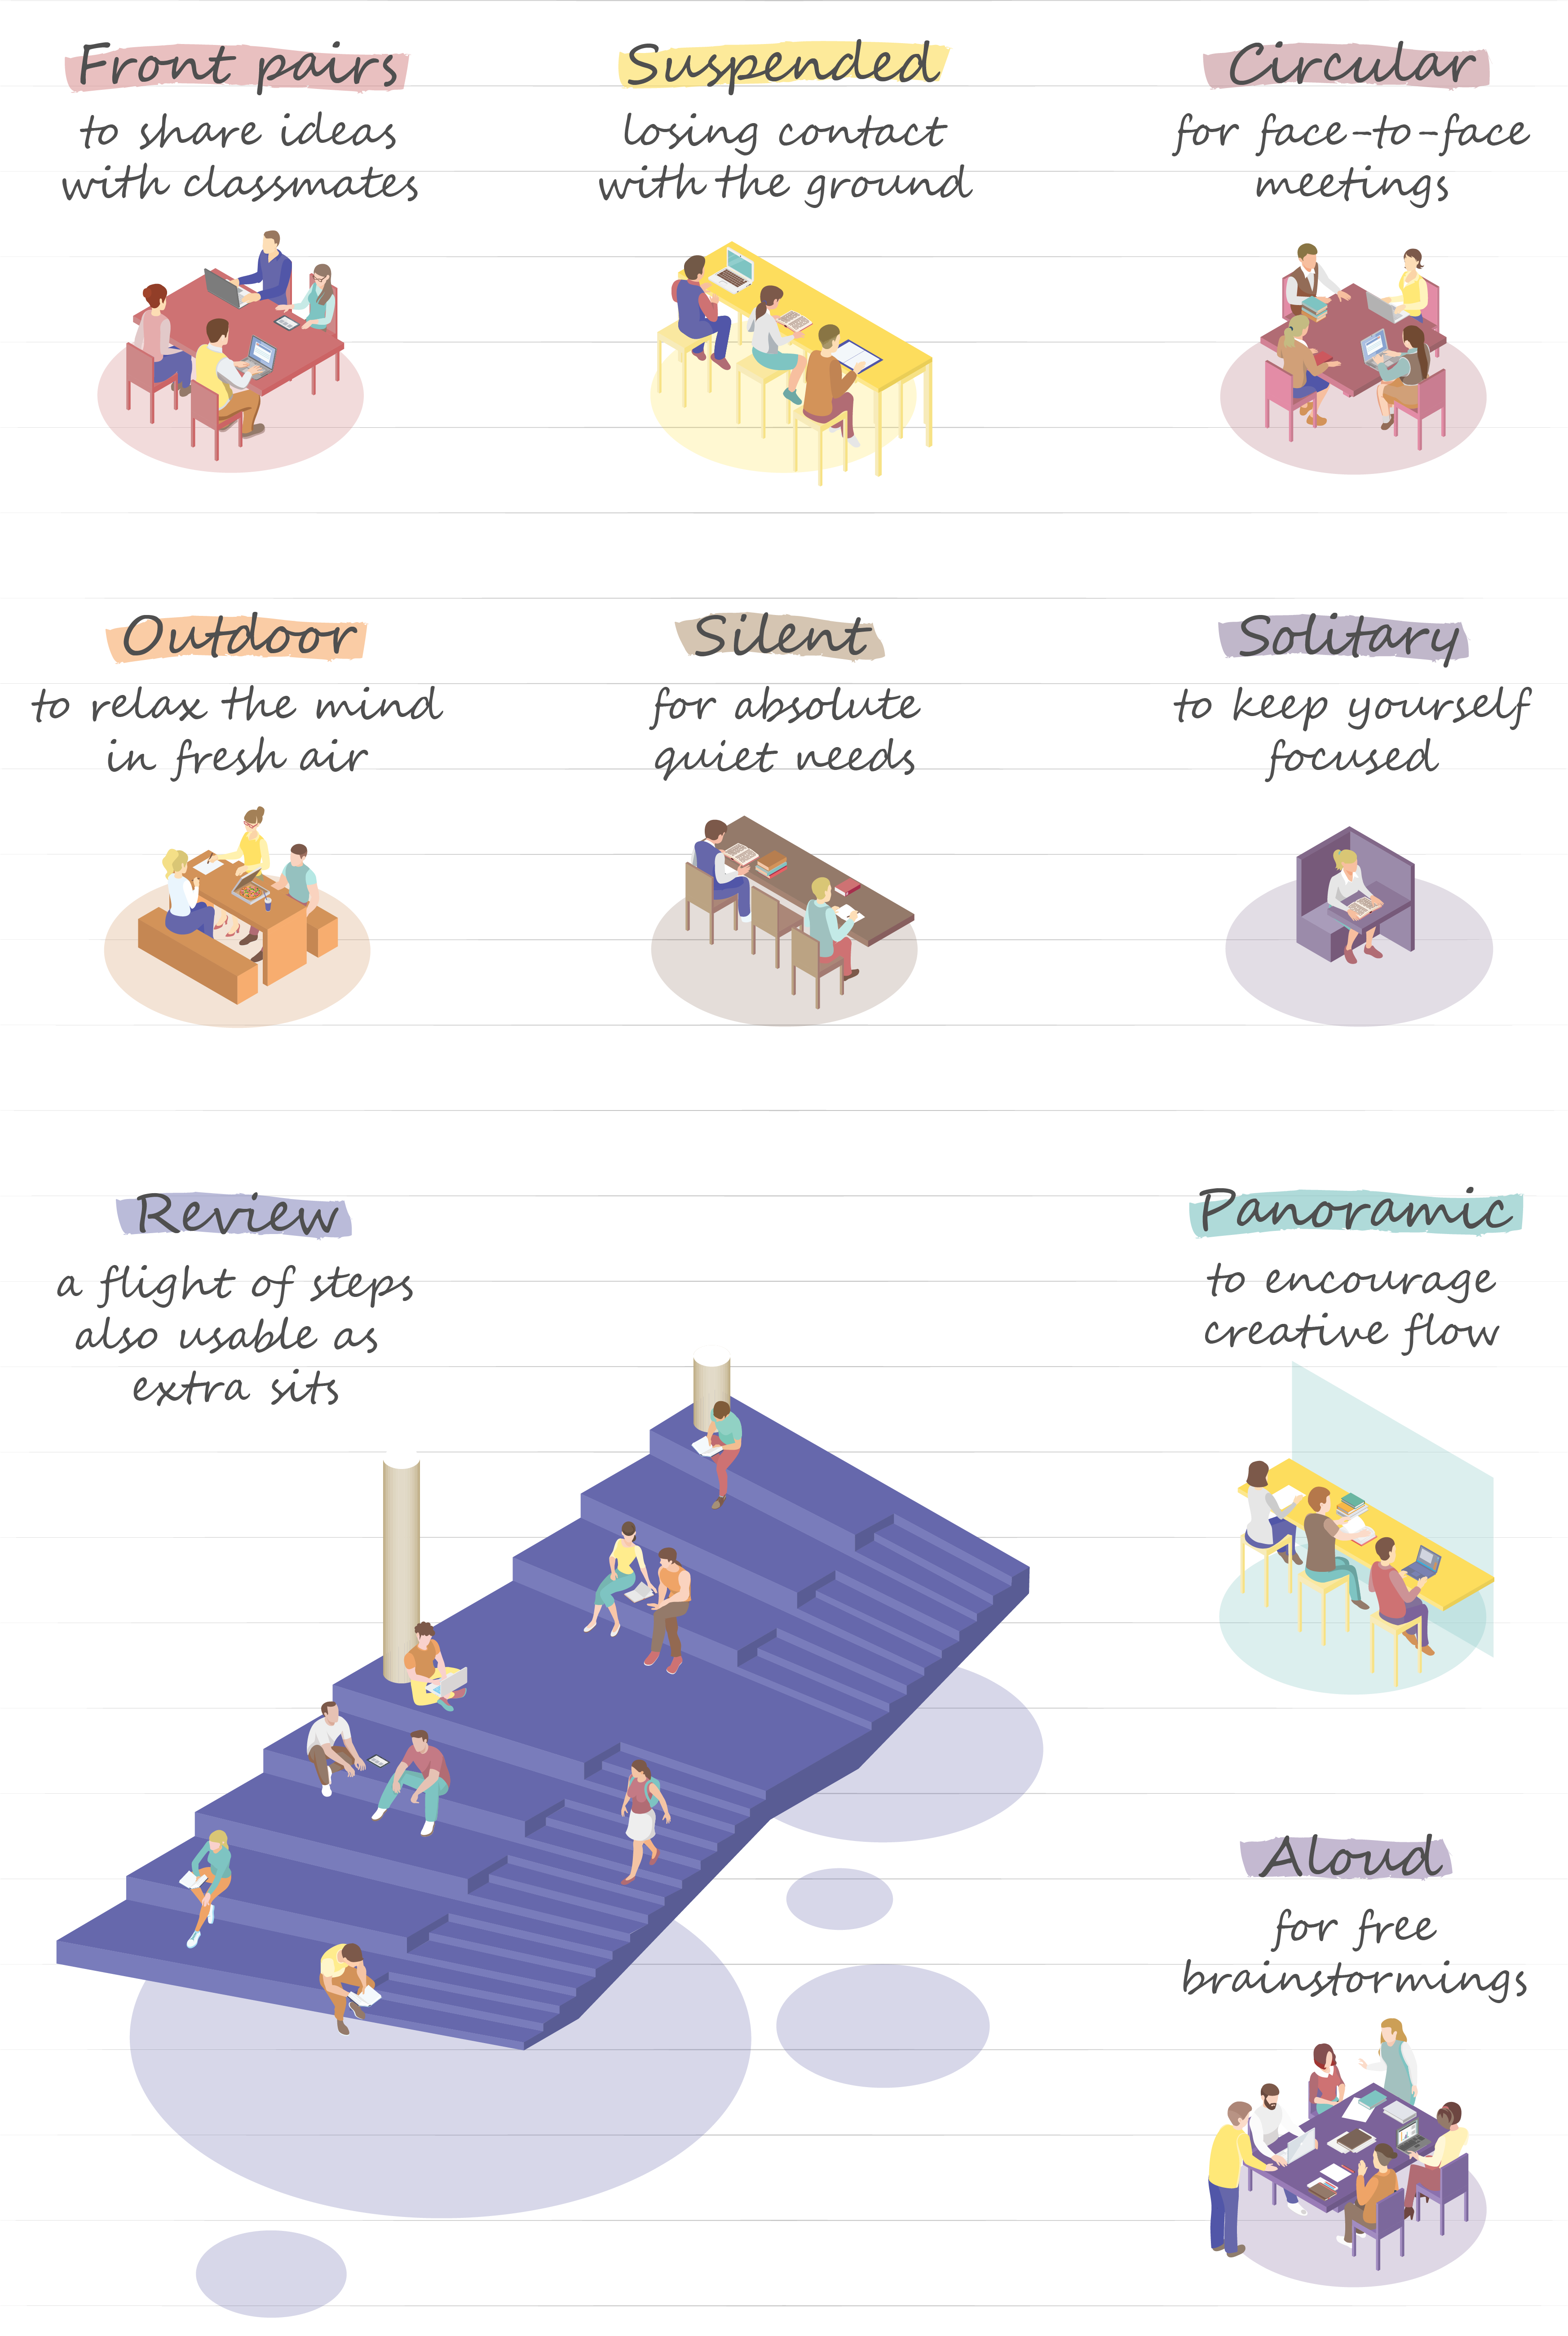 Front pairs
to share ideas
with classmates
Suspended
losing contact
with the ground
Circular
for face-to-face
meetings
Outdoor
to relax the mind
in fresh air
Silent
for absolute
quiet needs
Solitary
to keep yourself
focused
Review
a flight of steps
also usable as
extra sits
Panoramic
to encourage
creative flow
Aloud
for free
brainstormings